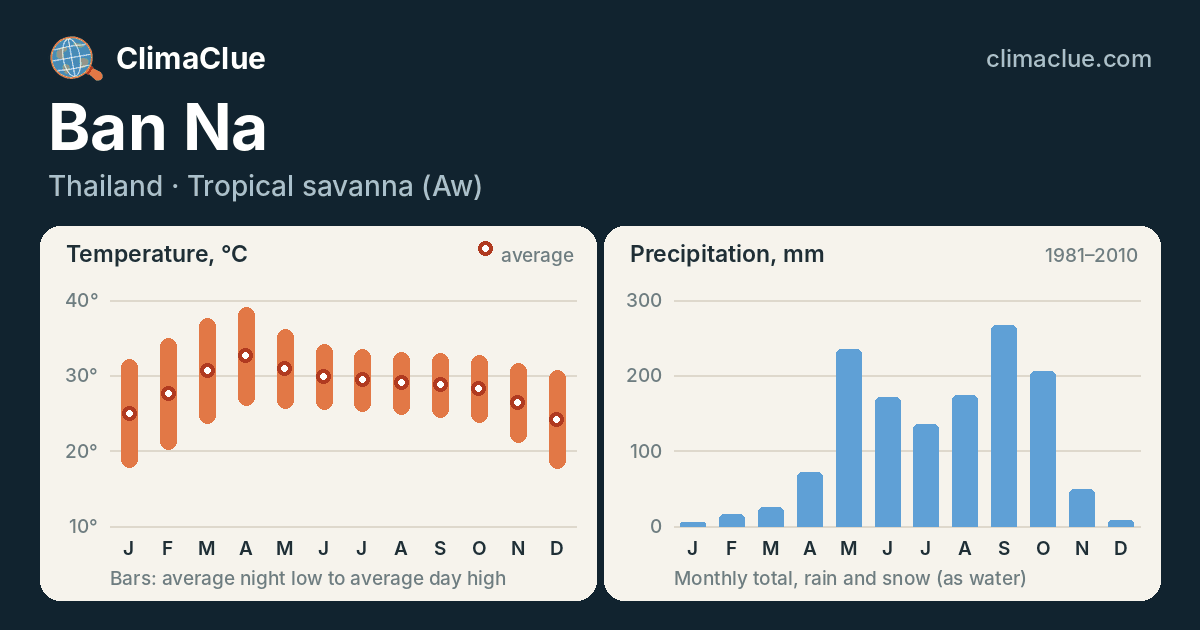 ClimaClue
climaclue.com
Ban Na
Thailand · Tropical savanna (Aw)
Temperature, °C
average
40°
30°
20°
10°
J F M A M J J A S O N D
Bars: average night low to average day high
Precipitation, mm
1981–2010
300
200
100
0
J F M A M J J A S O N D
Monthly total, rain and snow (as water)